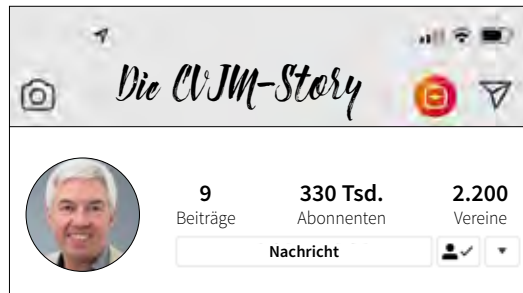 Die CVJM-Story
9 330 Tsd. 2.200
Beiträge Abonnenten Vereine
Nachricht